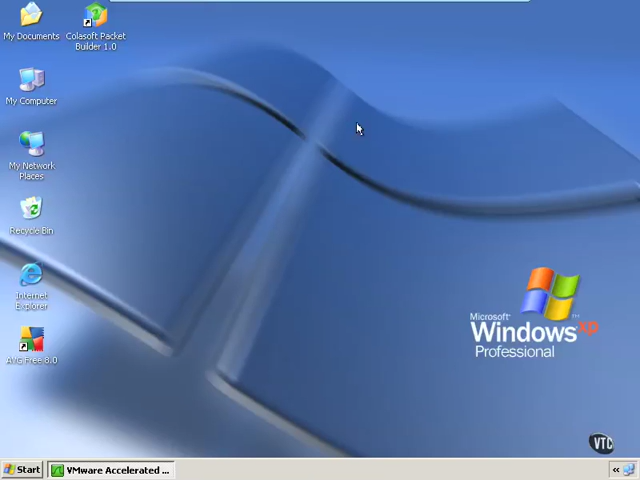 My Documents
Colasoft Packet
Builder 1.0
My Computer
My Network
Places
Recycle Bin
Internet
Explorer
AVG Free 8.0
Microsoft
Windows xp
Professional
VTC
Start
VMware Accelerated ...
«